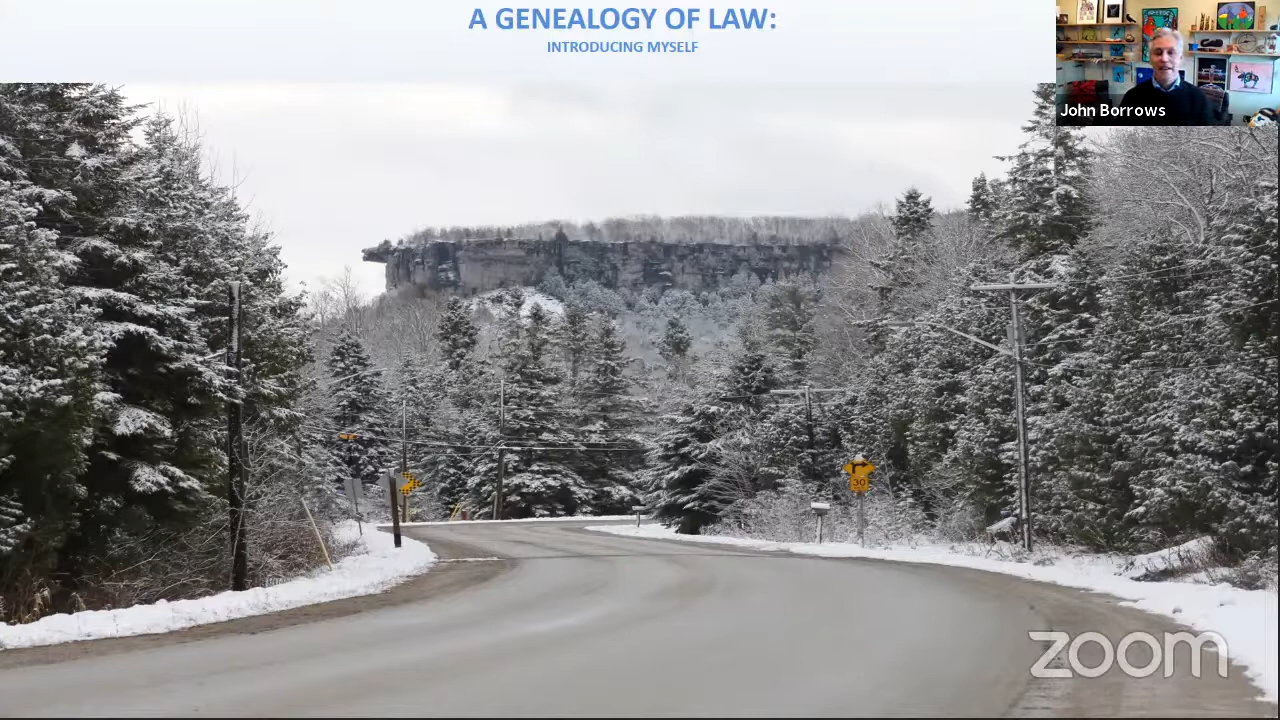 A GENEALOGY OF LAW:
INTRODUCING MYSELF
John Borrows
30
zoom